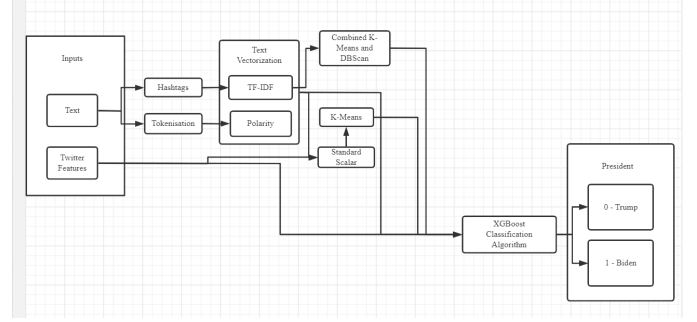 Inputs
Text
Twitter
Features
Hashtags
Tokenisation
Text
Vectorization
TF-IDF
Polarity
Combined K-
Means and
DBScan
K-Means
Standard
Scalar
XGBoost
Classification
Algorithm
President
0 - Trump
1 - Biden